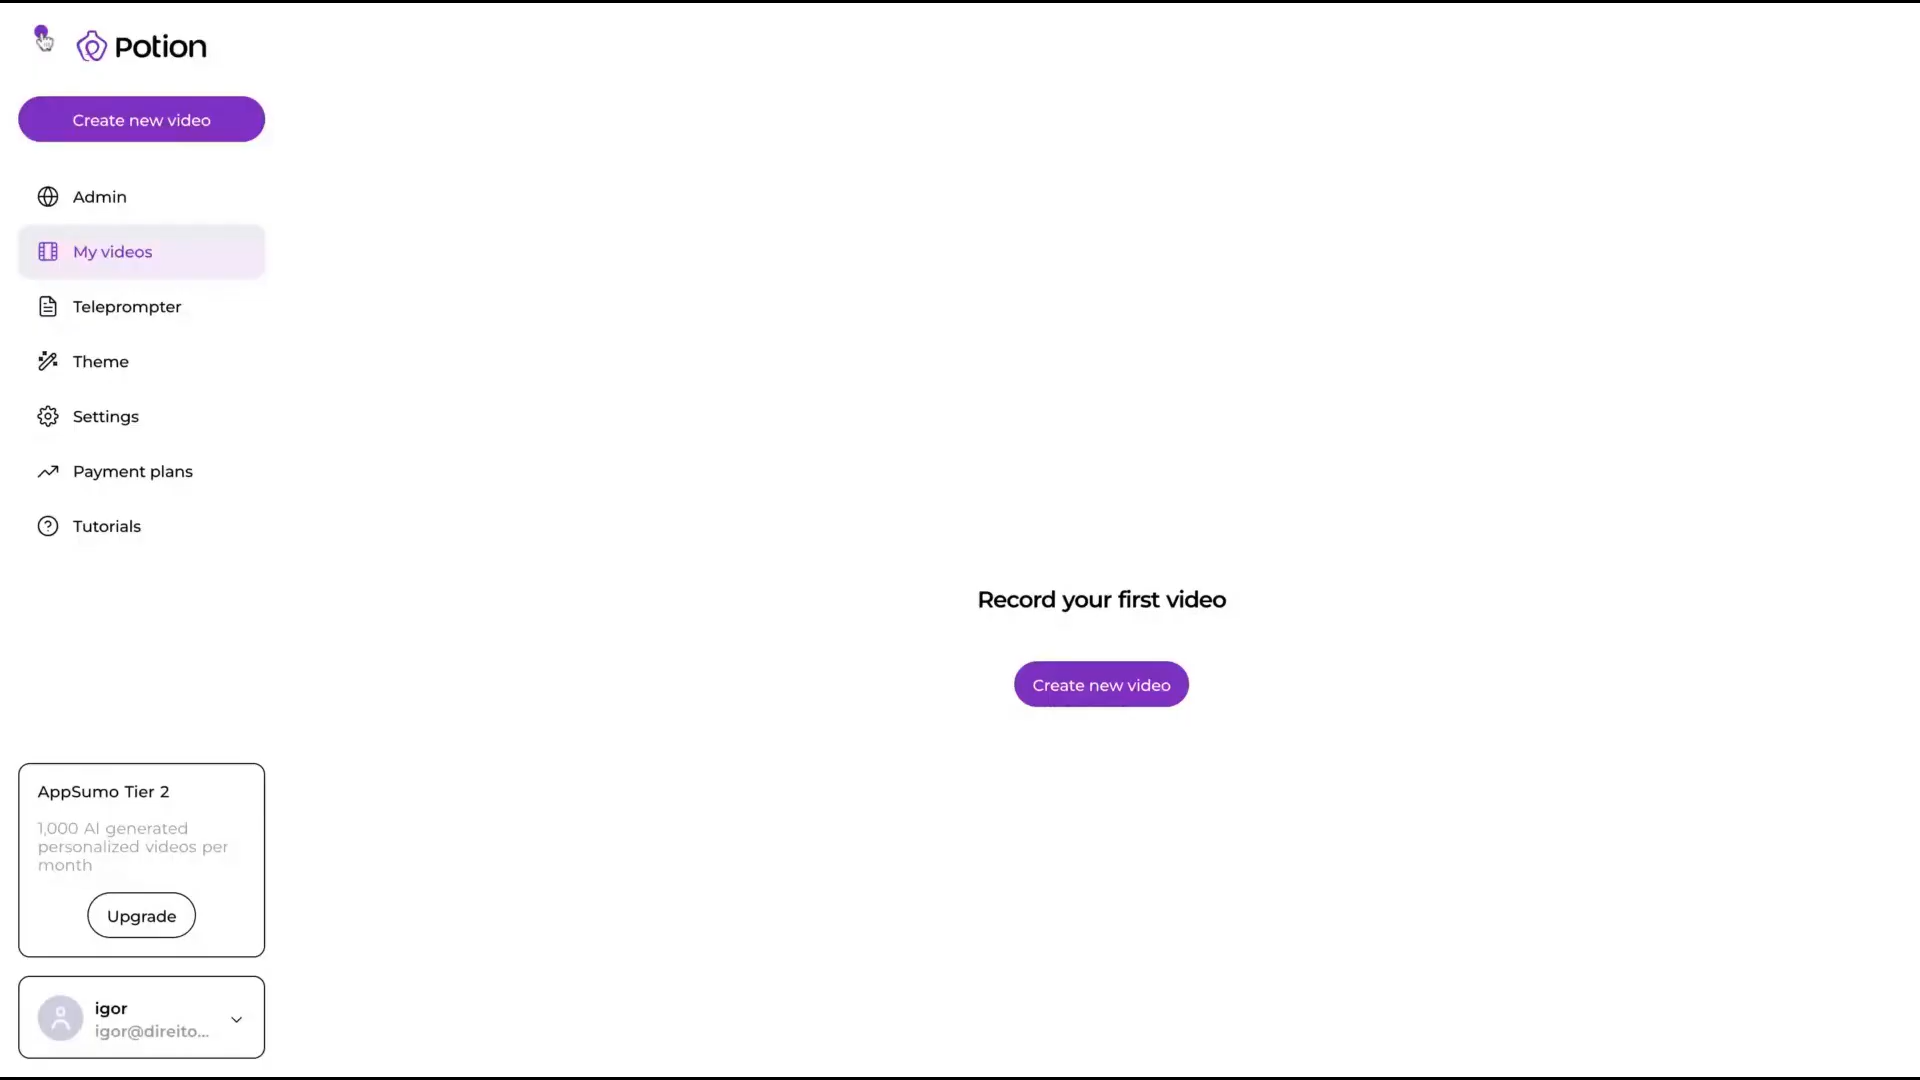 Potion
Create new video
Admin
My videos
Teleprompter
Theme
Settings
Payment plans
Tutorials
Record your first video
Create new video
AppSumo Tier 2
1,000 AI generated
personalized videos per
month
Upgrade
igor
igor@direito...